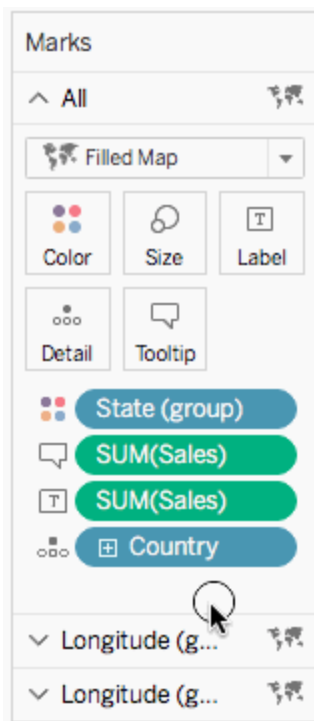 Marks
All
Filled Map
Color Size Label
T
Detail Tooltip
State (group)
SUM(Sales)
T SUM(Sales)
Country
Longitude (g...
Longitude (g...